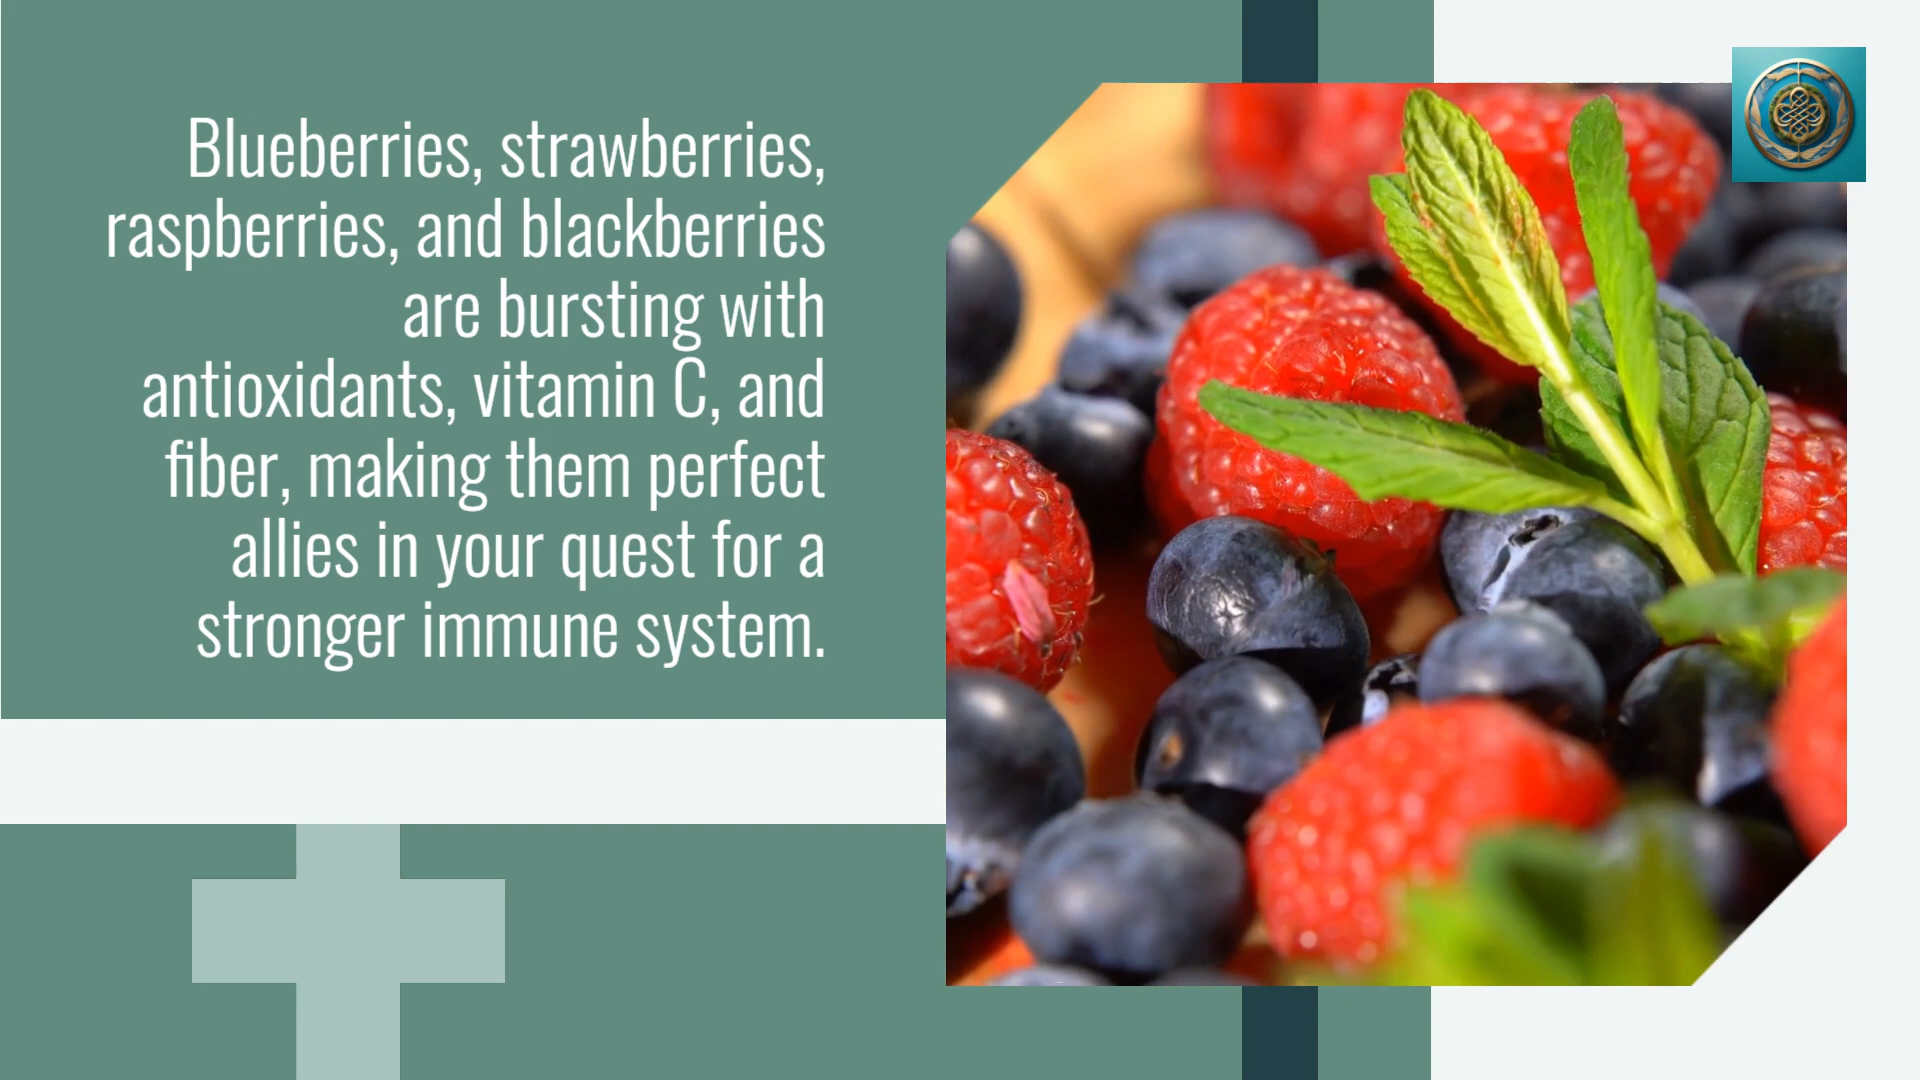 Blueberries, strawberries,
raspberries, and blackberries
are bursting with
antioxidants, vitamin C, and
fiber, making them perfect
allies in your quest for a
stronger immune system.